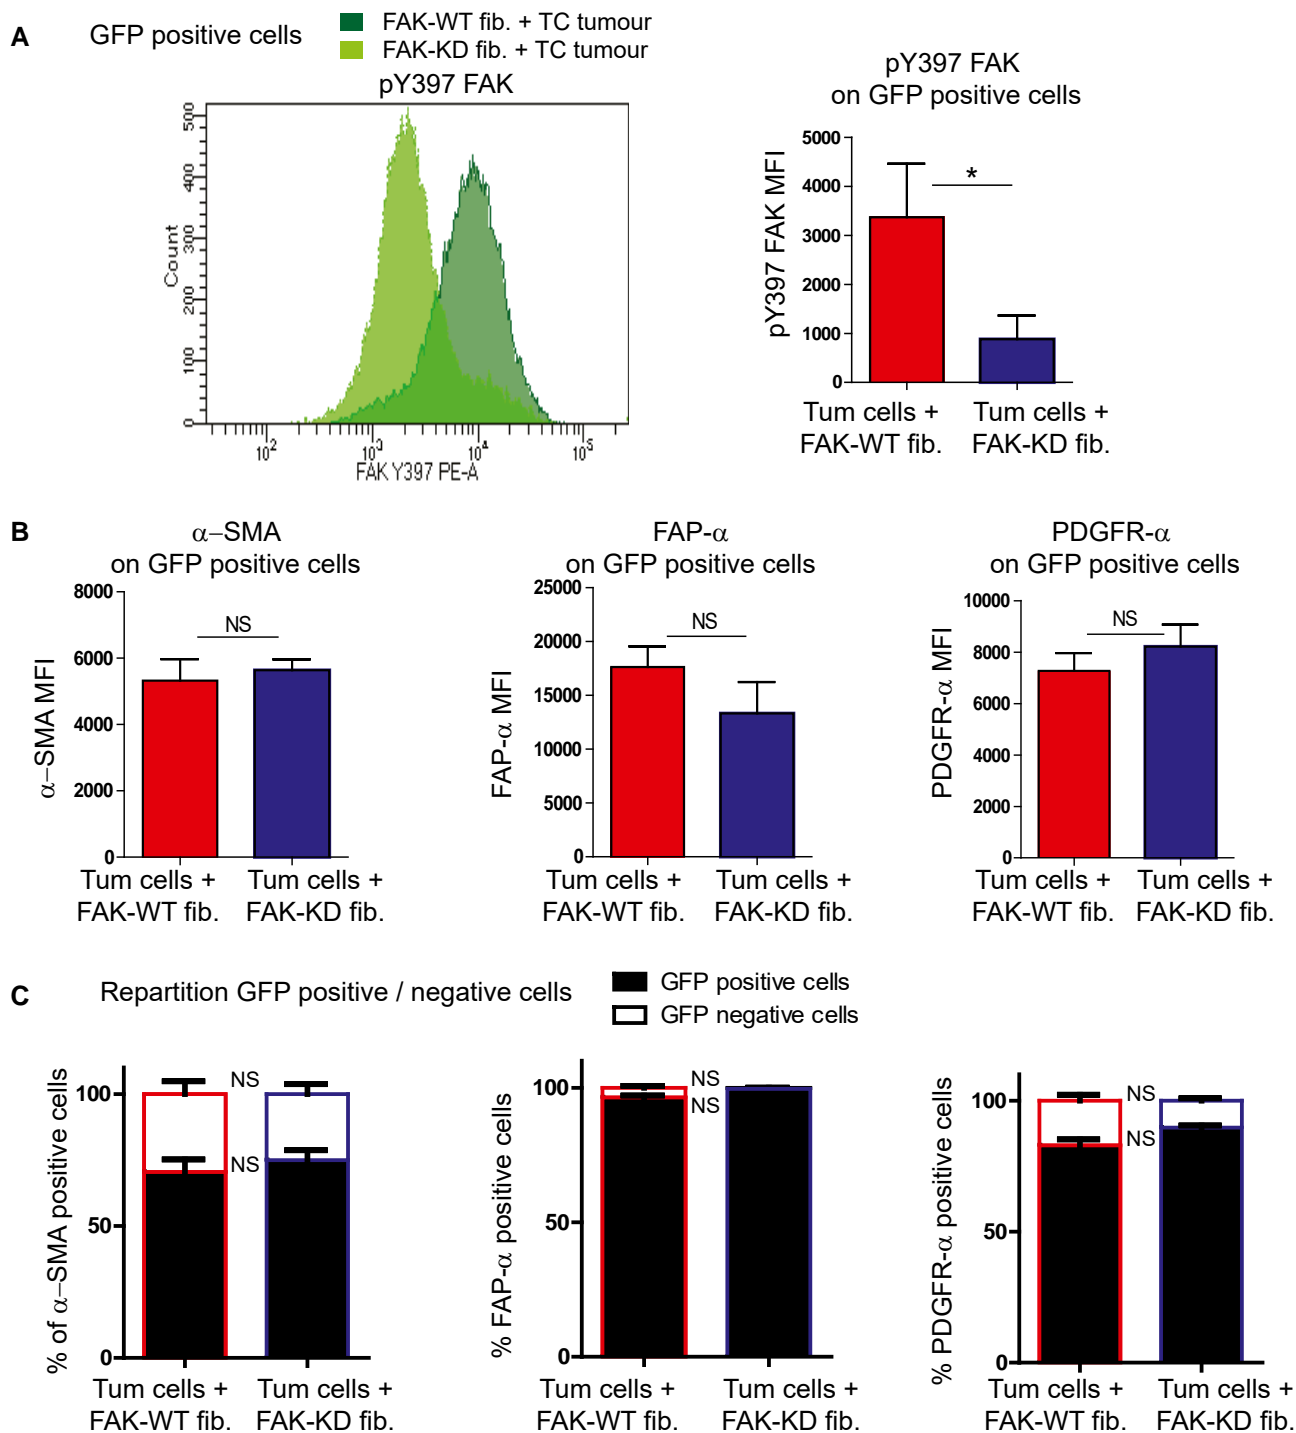 A
GFP positive cells
FAK-WT fib. + TC tumour
FAK-KD fib. + TC tumour
pY397 FAK
Count
500
400
300
200
100
0
10²
10³
10⁴
10⁵
FAK Y397 PE-A
pY397 FAK
on GFP positive cells
pY397 FAK MFI
5000
4000
3000
2000
1000
0
*
Tum cells +
FAK-WT fib.
Tum cells +
FAK-KD fib.
B
α–SMA
on GFP positive cells
α–SMA MFI
8000
6000
4000
2000
0
NS
Tum cells +
FAK-WT fib.
Tum cells +
FAK-KD fib.
FAP-α
on GFP positive cells
FAP-α MFI
25000
20000
15000
10000
5000
0
NS
Tum cells +
FAK-WT fib.
Tum cells +
FAK-KD fib.
PDGFR-α
on GFP positive cells
PDGFR-α MFI
10000
8000
6000
4000
2000
0
NS
Tum cells +
FAK-WT fib.
Tum cells +
FAK-KD fib.
C
Repartition GFP positive / negative cells
GFP positive cells
GFP negative cells
% of α–SMA positive cells
100
50
0
NS
NS
Tum cells +
FAK-WT fib.
Tum cells +
FAK-KD fib.
% FAP-α positive cells
100
50
0
NS
NS
Tum cells +
FAK-WT fib.
Tum cells +
FAK-KD fib.
% PDGFR-α positive cells
100
50
0
NS
NS
Tum cells +
FAK-WT fib.
Tum cells +
FAK-KD fib.